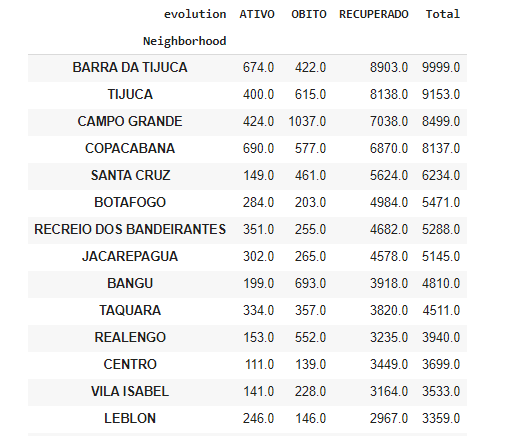 evolution ATIVO OBITO RECUPERADO Total
Neighborhood
BARRA DA TIJUCA 674.0 422.0 8903.0 9999.0
TIJUCA 400.0 615.0 8138.0 9153.0
CAMPO GRANDE 424.0 1037.0 7038.0 8499.0
COPACABANA 690.0 577.0 6870.0 8137.0
SANTA CRUZ 149.0 461.0 5624.0 6234.0
BOTAFOGO 284.0 203.0 4984.0 5471.0
RECREIO DOS BANDEIRANTES 351.0 255.0 4682.0 5288.0
JACAREPAGUA 302.0 265.0 4578.0 5145.0
BANGU 199.0 693.0 3918.0 4810.0
TAQUARA 334.0 357.0 3820.0 4511.0
REALENGO 153.0 552.0 3235.0 3940.0
CENTRO 111.0 139.0 3449.0 3699.0
VILA ISABEL 141.0 228.0 3164.0 3533.0
LEBLON 246.0 146.0 2967.0 3359.0